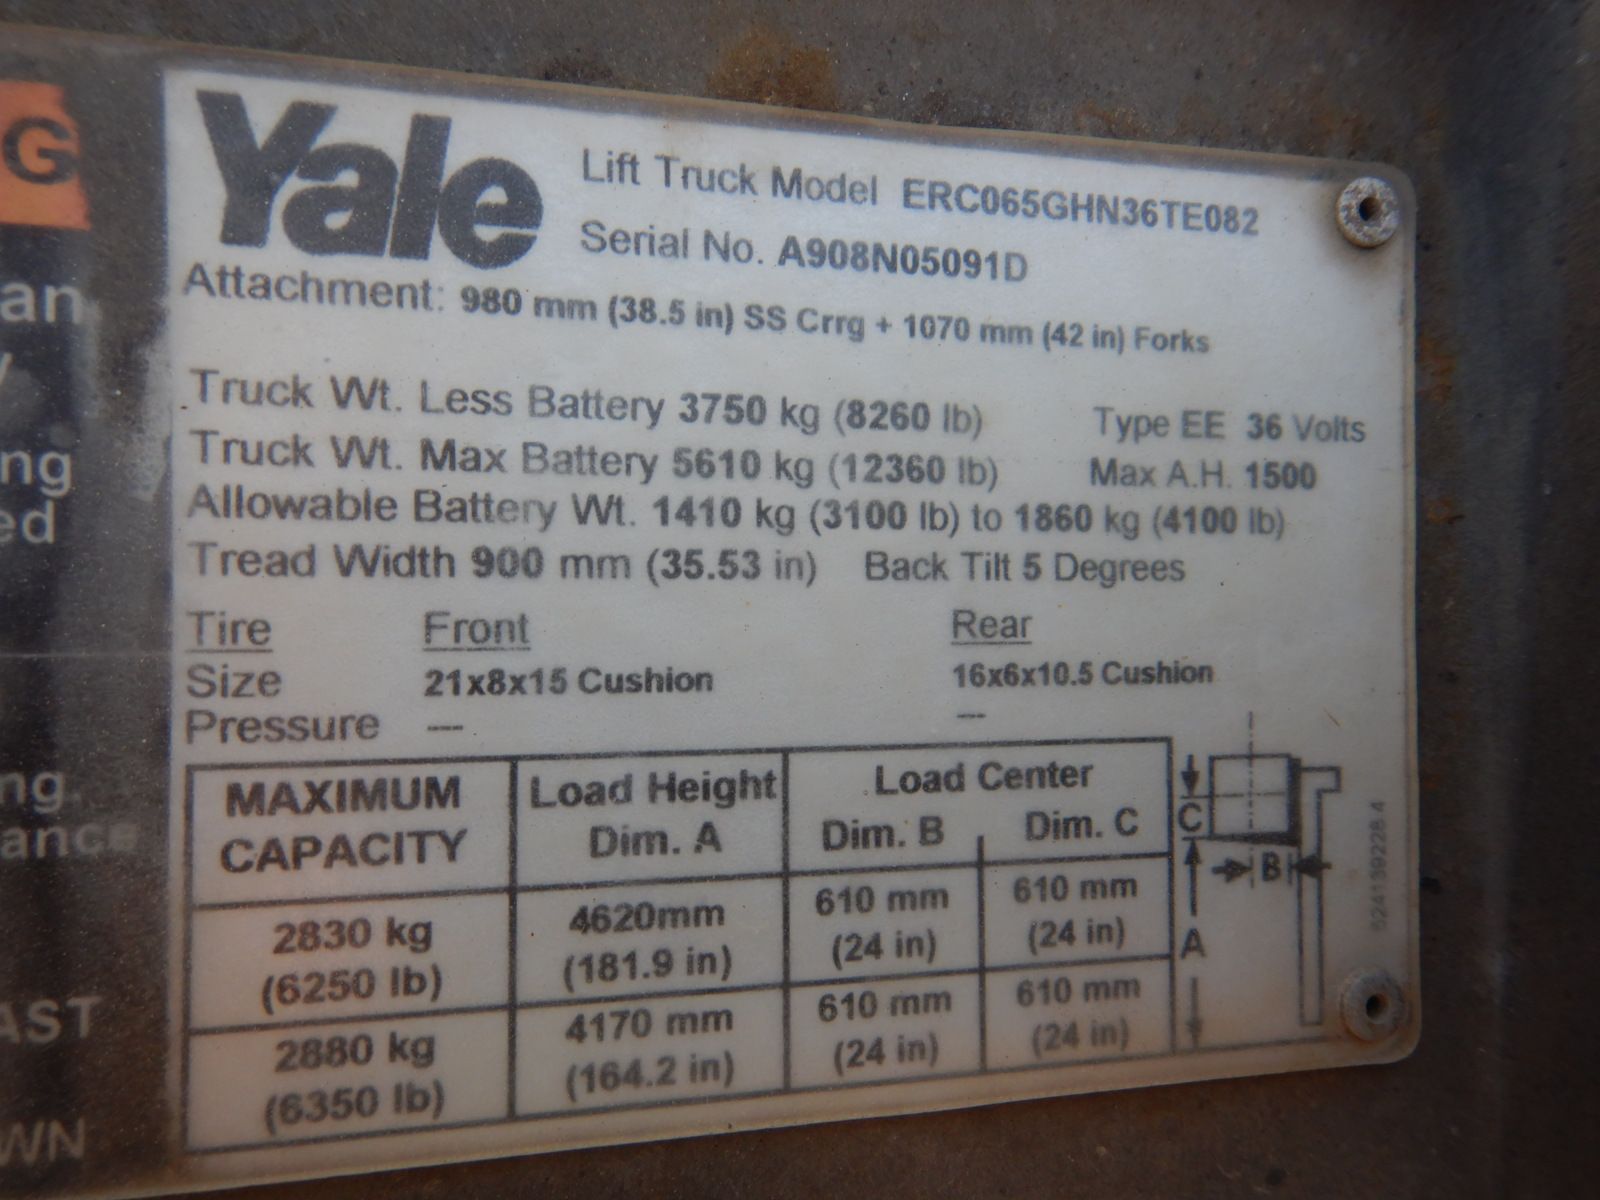 G
an
y
ing
ed
ng.
ance
AST
WN
Yale
Lift Truck Model ERC065GHN36TE082
Serial No. A908N05091D
Attachment: 980 mm (38.5 in) SS Crrg + 1070 mm (42 in) Forks
Truck Wt. Less Battery 3750 kg (8260 lb) Type EE 36 Volts
Truck Wt. Max Battery 5610 kg (12360 lb) Max A.H. 1500
Allowable Battery Wt. 1410 kg (3100 lb) to 1860 kg (4100 lb)
Tread Width 900 mm (35.53 in) Back Tilt 5 Degrees
Tire Front Rear
Size 21x8x15 Cushion 16x6x10.5 Cushion
Pressure --- ---
MAXIMUM CAPACITY Load Height Dim. A Load Center
Dim. B Dim. C
2830 kg 4620mm 610 mm 610 mm
(6250 lb) (181.9 in) (24 in) (24 in)
2880 kg 4170 mm 610 mm 610 mm
(6350 lb) (164.2 in) (24 in) (24 in)
C
B
A
524139228 4